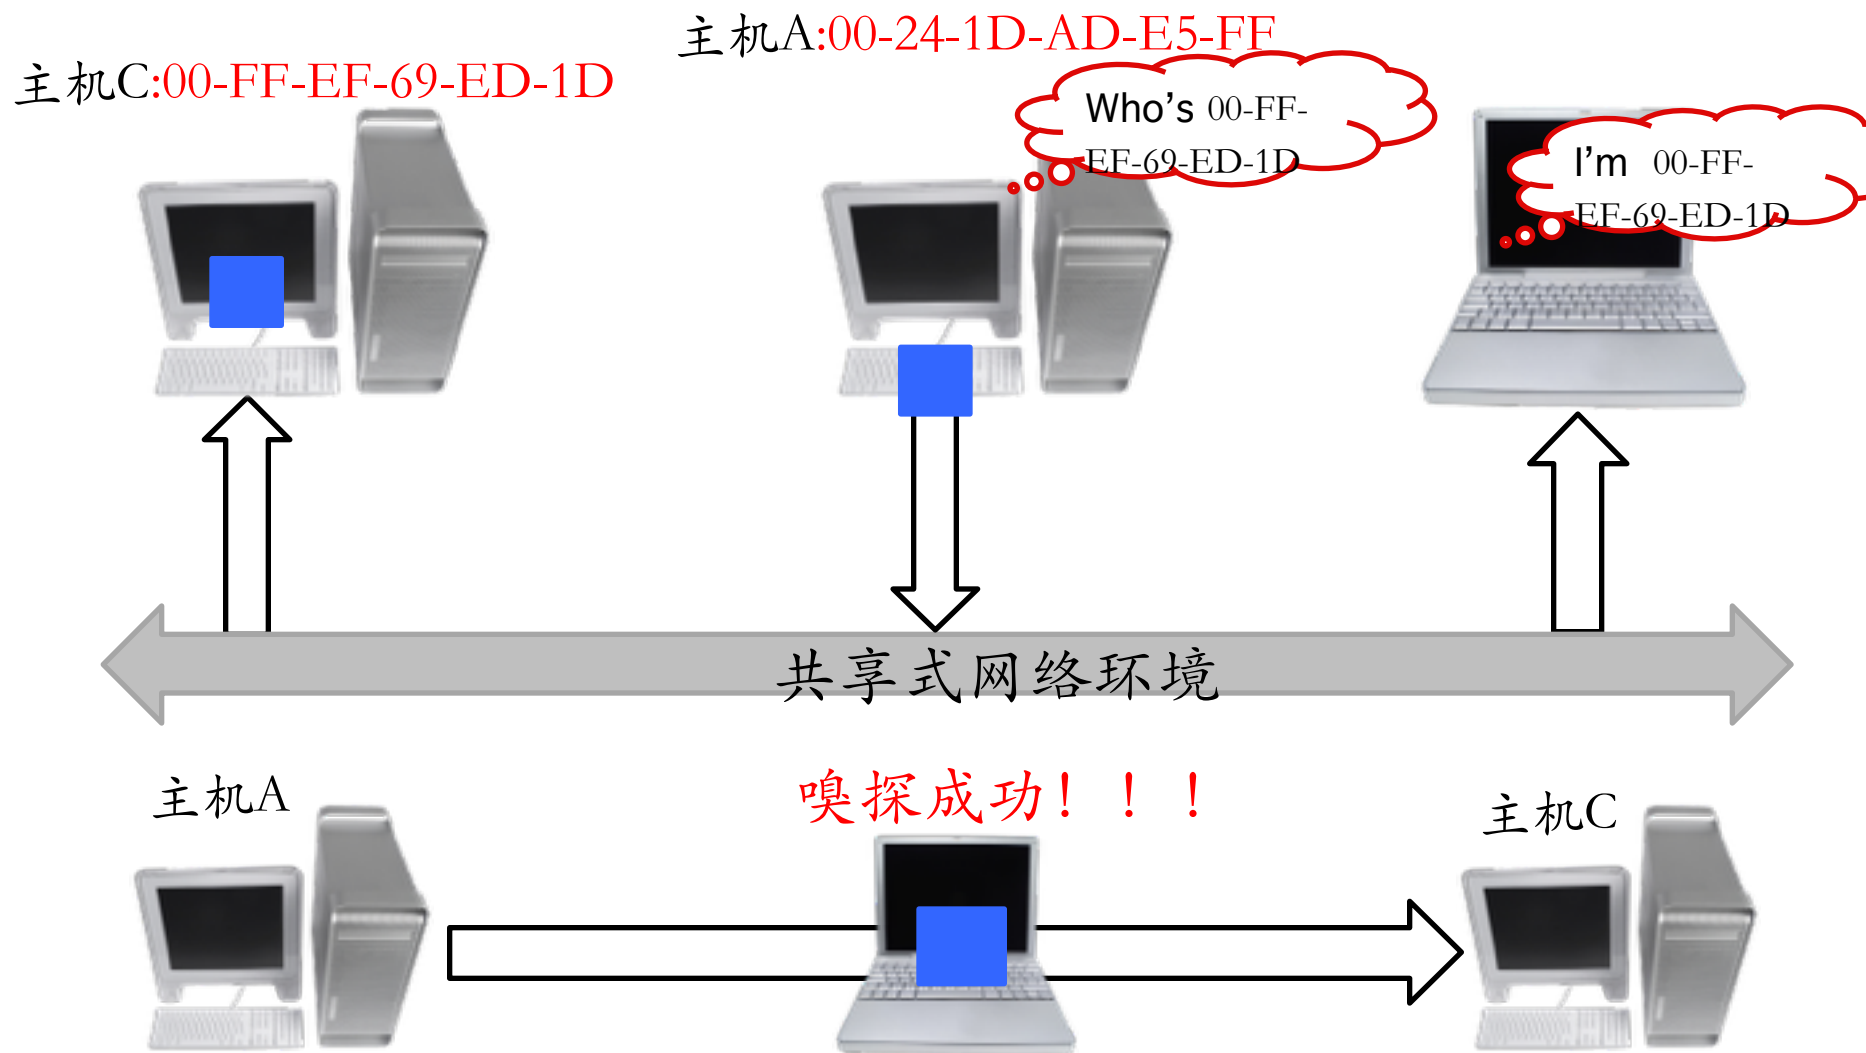 主机A:00-24-1D-AD-E5-FF
主机C:00-FF-EF-69-ED-1D
Who's 00-FF-
EF-69-ED-1D
I'm 00-FF-
EF-69-ED-1D
共享式网络环境
嗅探成功！！！
主机A
主机C